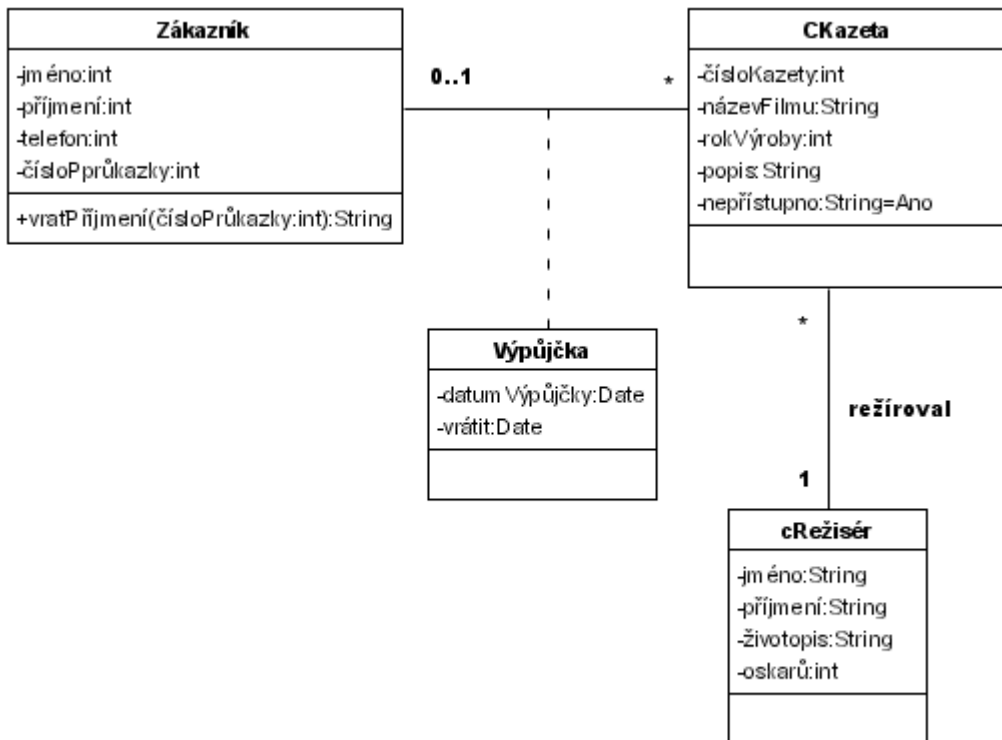 Zákazník
-jméno:int
-příjmení:int
-telefon:int
-čísloPprůkazky:int
+vratPříjmení(čísloPrůkazky:int):String
0..1
*
CKazeta
-čísloKazety:int
-názevFilmu:String
-rokVýroby:int
-popis:String
-nepřístupno:String=Ano
Výpůjčka
-datumVýpůjčky:Date
-vrátit:Date
*
režíroval
1
cRežisér
-jméno:String
-příjmení:String
-životopis:String
-oskarů:int